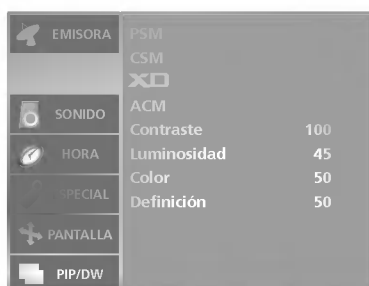 EMISORA
SONIDO
HORA
SPECIAL
PANTALLA
PIP/DW
PSM
CSM
XD
ACM
Contraste 100
Luminosidad 45
Color 50
Definición 50